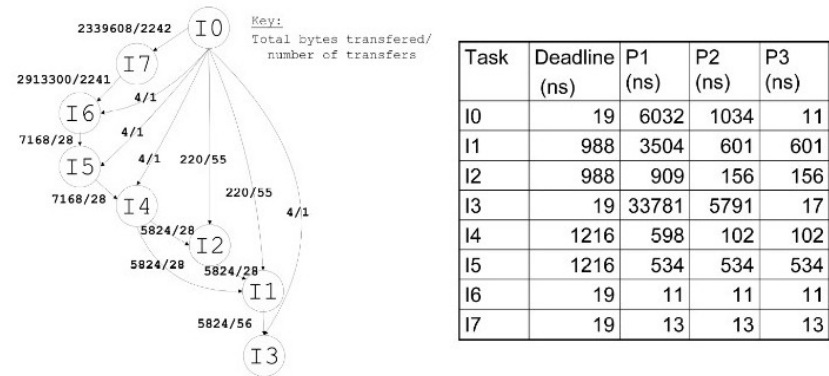 2339608/2242
I0
Key:
Total bytes transfered/
number of transfers
I7
2913300/2241
4/1
I6
4/1
7168/28
4/1
220/55
I5
220/55
7168/28
4/1
I4
5824/28
I2
5824/28
5824/28
I1
5824/56
I3
Task Deadline (ns) P1 (ns) P2 (ns) P3 (ns)
I0 19 6032 1034 11
I1 988 3504 601 601
I2 988 909 156 156
I3 19 33781 5791 17
I4 1216 598 102 102
I5 1216 534 534 534
I6 19 11 11 11
I7 19 13 13 13